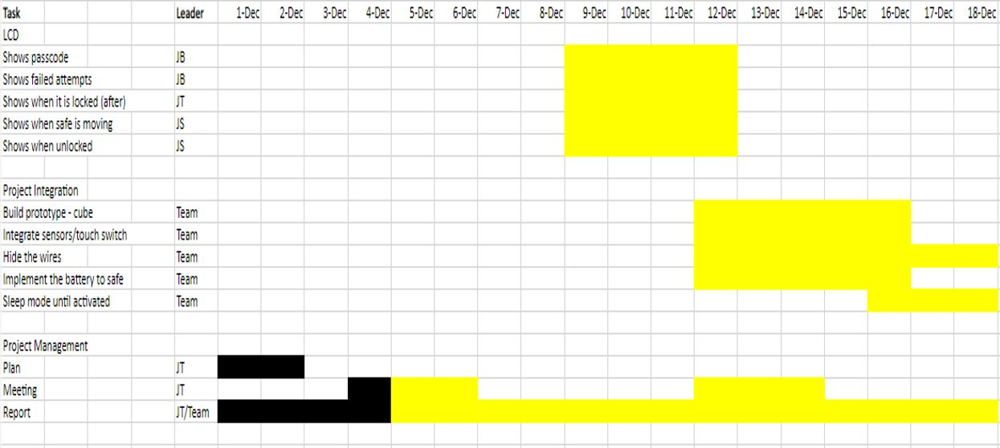 Task Leader 1-Dec 2-Dec 3-Dec 4-Dec 5-Dec 6-Dec 7-Dec 8-Dec 9-Dec 10-Dec 11-Dec 12-Dec 13-Dec 14-Dec 15-Dec 16-Dec 17-Dec 18-Dec
LCD
Shows passcode JB
Shows failed attempts JB
Shows when it is locked (after) JT
Shows when safe is moving JS
Shows when unlocked JS
Project Integration
Build prototype - cube Team
Integrate sensors/touch switch Team
Hide the wires Team
Implement the battery to safe Team
Sleep mode until activated Team
Project Management
Plan JT
Meeting JT
Report JT/Team